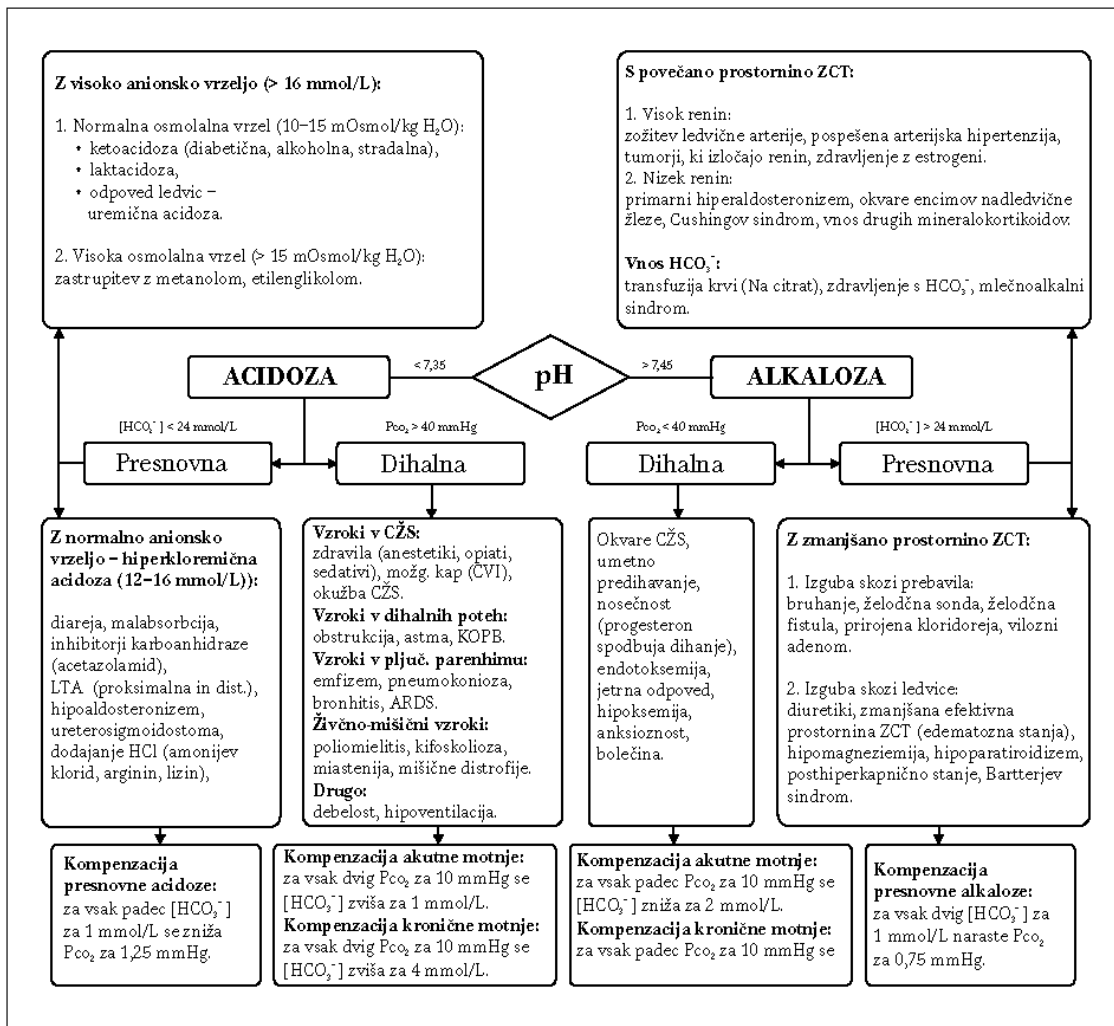 Z visoko anionsko vrzeljo (> 16 mmol/L):
1. Normalna osmolalna vrzel (10–15 mOsmol/kg H₂O):
• ketoacidoza (diabetična, alkoholna, stradalna),
• laktacidoza,
• odpoved ledvic –
uremična acidoza.
2. Visoka osmolalna vrzel (> 15 mOsmol/kg H₂O):
zastrupitev z metanolom, etilenglikolom.
S povečano prostornino ZCT:
1. Visok renin:
zožitev ledvične arterije, pospešena arterijska hipertenzija,
tumorji, ki izločajo renin, zdravljenje z estrogeni.
2. Nizek renin:
primarni hiperaldosteronizem, okvare encimov nadledvične
žleze, Cushingov sindrom, vnos drugih mineralokortikoidov.
Vnos HCO₃⁻:
transfuzija krvi (Na citrat), zdravljenje s HCO₃⁻, mlečnoalkalni
sindrom.
ACIDOZA
< 7,35
pH
> 7,45
ALKALOZA
[HCO₃⁻] < 24 mmol/L
Pco₂ > 40 mmHg
Pco₂ < 40 mmHg
[HCO₃⁻] > 24 mmol/L
Presnovna
Dihalna
Dihalna
Presnovna
Z normalno anionsko
vrzeljo – hiperkloremična
acidoza (12–16 mmol/L)):
diareja, malabsorbcija,
inhibitorji karboanhidraze
(acetazolamid),
LTA (proksimalna in dist.),
hipoaldosteronizem,
ureterosigmoidostoma,
dodajanje HCl (amonijev
klorid, arginin, lizin),
Vzroki v CŽS:
zdravila (anestetiki, opiati,
sedativi), možg. kap (CVI),
okužba CŽS.
Vzroki v dihalnih poteh:
obstrukcija, astma, KOPB.
Vzroki v pljuč. parenhimu:
emfizem, pneumokonioza,
bronhitis, ARDS.
Živčno-mišični vzroki:
poliomielitis, kifoskolioza,
miastenija, mišične distrofije.
Drugo:
debelost, hipoventilacija.
Okvare CŽS,
umetno
predihavanje,
nosečnost
(progesteron
spodbuja dihanje),
endotoksemija,
jetrna odpoved,
hipoksemija,
anksioznost,
bolečina.
Z zmanjšano prostornino ZCT:
1. Izguba skozi prebavila:
bruhanje, želodčna sonda, želodčna
fistula, prirojena kloridoreja, vilozni
adenom.
2. Izguba skozi ledvice:
diuretiki, zmanjšana efektivna
prostornina ZCT (edematozna stanja),
hipomagneziemija, hipoparatiroidizem,
posthiperkapnično stanje, Bartterjev
sindrom.
Kompenzacija
presnovne acidoze:
za vsak padec [HCO₃⁻]
za 1 mmol/L se zniža
Pco₂ za 1,25 mmHg.
Kompenzacija akutne motnje:
za vsak dvig Pco₂ za 10 mmHg se
[HCO₃⁻] zviša za 1 mmol/L.
Kompenzacija kronične motnje:
za vsak dvig Pco₂ za 10 mmHg se
[HCO₃⁻] zviša za 4 mmol/L.
Kompenzacija akutne motnje:
za vsak padec Pco₂ za 10 mmHg se
[HCO₃⁻] zniža za 2 mmol/L.
Kompenzacija kronične motnje:
za vsak padec Pco₂ za 10 mmHg se
Kompenzacija
presnovne alkaloze:
za vsak dvig [HCO₃⁻] za
1 mmol/L naraste Pco₂
za 0,75 mmHg.